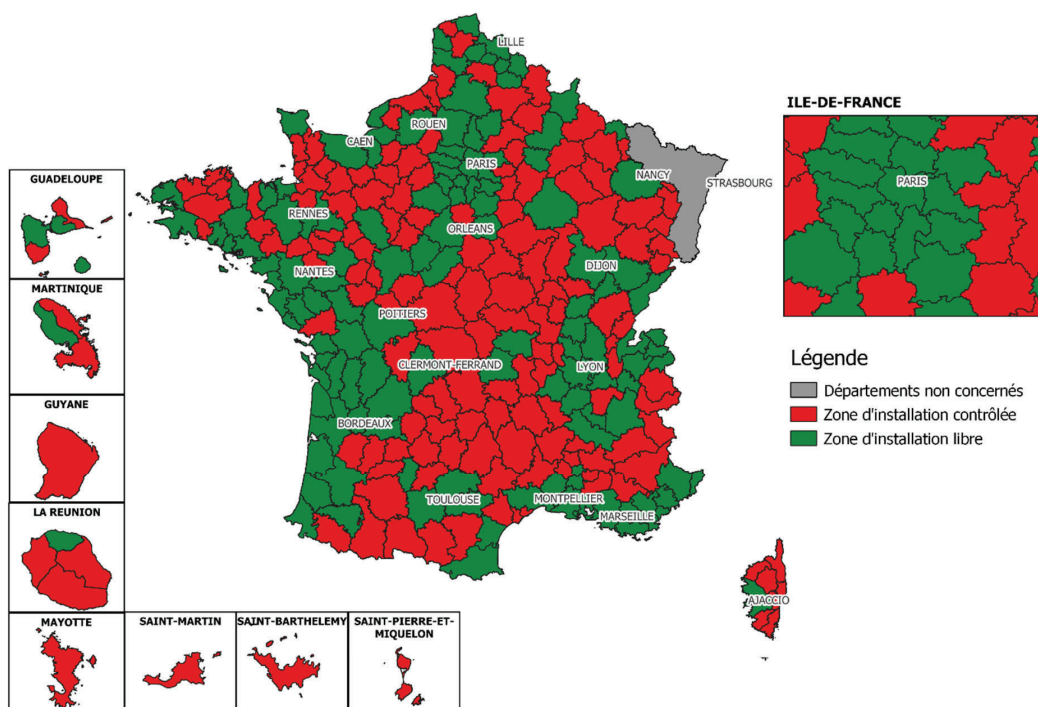 LILLE
ROUEN
CAEN
PARIS
NANCY
STRASBOURG
RENNES
ORLEANS
NANTES
DIJON
POITIERS
CLERMONT-FERRAND
LYON
BORDEAUX
TOULOUSE
MONTPELLIER
MARSEILLE
AJACCIO
GUADELOUPE
MARTINIQUE
GUYANE
LA REUNION
MAYOTTE
SAINT-MARTIN
SAINT-BARTHELEMY
SAINT-PIERRE-ET-
MIQUELON
ILE-DE-FRANCE
PARIS
Légende
Départements non concernés
Zone d'installation contrôlée
Zone d'installation libre